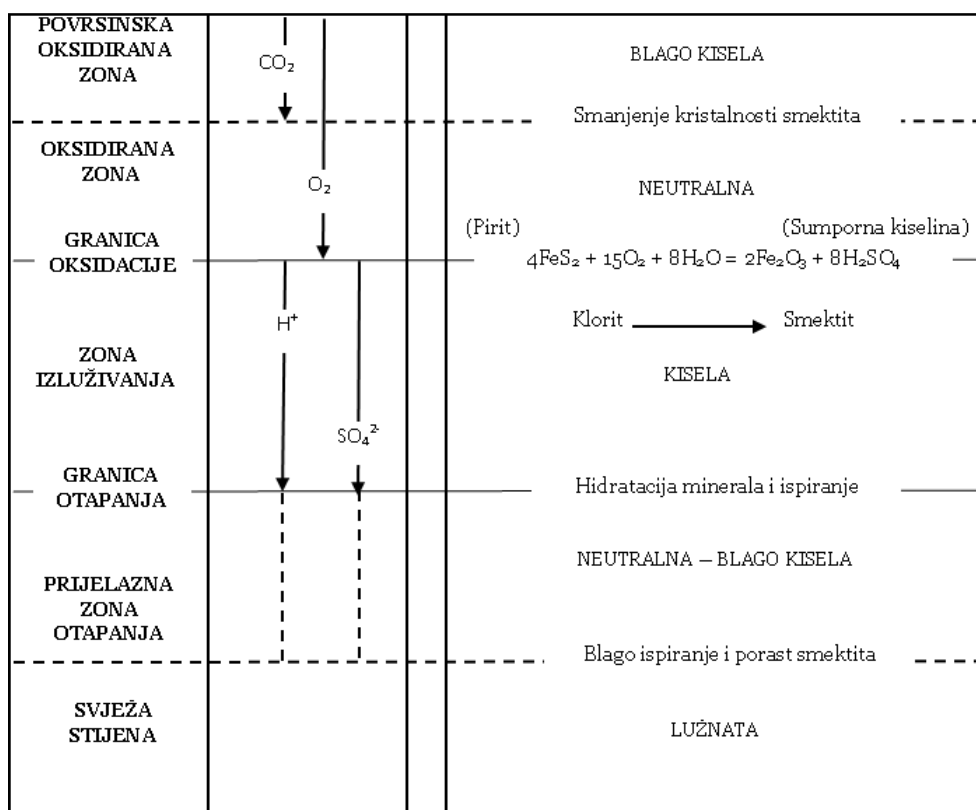 POVRSINSKA
OKSIDIRANA
ZONA
CO₂
BLAGO KISELA
Smanjenje kristalnosti smektita
OKSIDIRANA
ZONA
O₂
NEUTRALNA
(Pirit)
(Sumporna kiselina)
GRANICA
OKSIDACIJE
4FeS₂ + 15O₂ + 8H₂O = 2Fe₂O₃ + 8H₂SO₄
H⁺
Klorit
Smektit
ZONA
IZLUŽIVANJA
KISELA
SO₄²⁻
GRANICA
OTAPANJA
Hidratacija minerala i ispiranje
NEUTRALNA – BLAGO KISELA
PRIJELAZNA
ZONA
OTAPANJA
Blago ispiranje i porast smektita
SVJEŽA
STIJENA
LUŽNATA